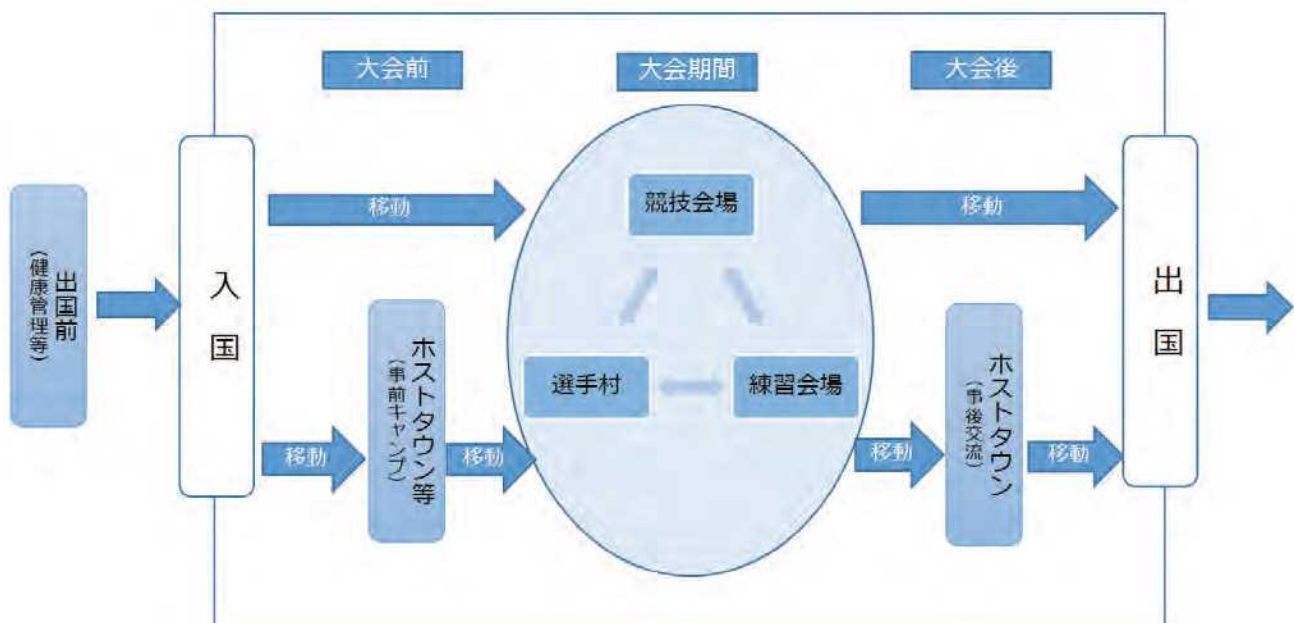 大会前
大会期間
大会後
出国前
(健康管理等)
入国
移動
移動
ホストタウン等
(事前キャンプ)
移動
競技会場
選手村
練習会場
移動
移動
ホストタウン
(事後交流)
移動
出国